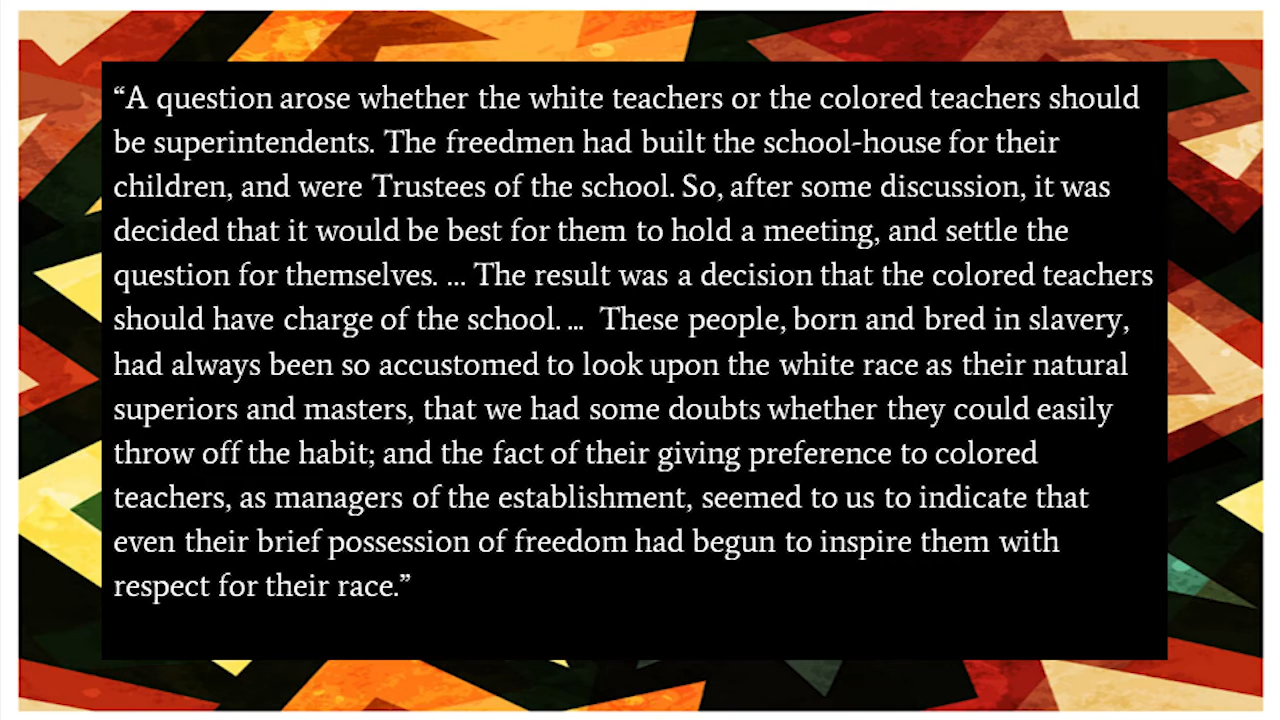 “A question arose whether the white teachers or the colored teachers should
be superintendents. The freedmen had built the school-house for their
children, and were Trustees of the school. So, after some discussion, it was
decided that it would be best for them to hold a meeting, and settle the
question for themselves. ... The result was a decision that the colored teachers
should have charge of the school. ... These people, born and bred in slavery,
had always been so accustomed to look upon the white race as their natural
superiors and masters, that we had some doubts whether they could easily
throw off the habit; and the fact of their giving preference to colored
teachers, as managers of the establishment, seemed to us to indicate that
even their brief possession of freedom had begun to inspire them with
respect for their race.”